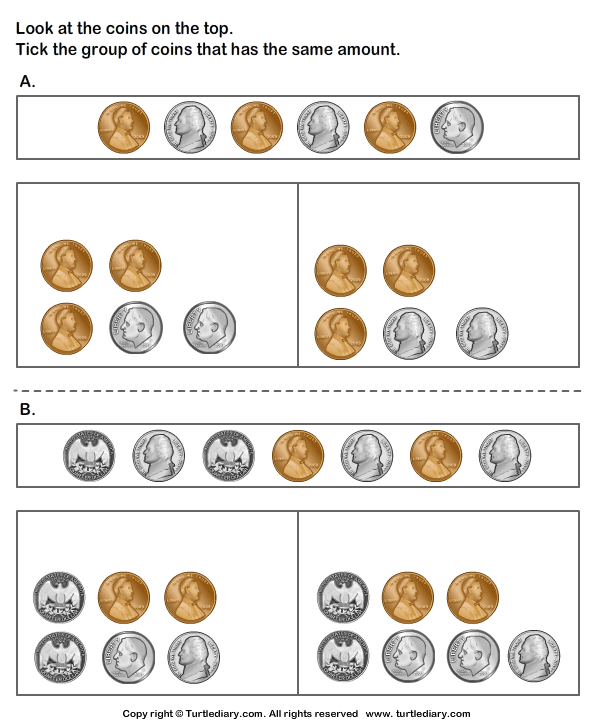 Look at the coins on the top.
Tick the group of coins that has the same amount.
A.
B.
Copy right © Turtlediary.com. All rights reserved www. turtlediary.com